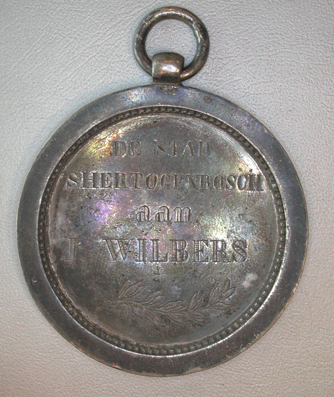 DE STAD
SHERTOGENBOSCH
aan
WILBERS